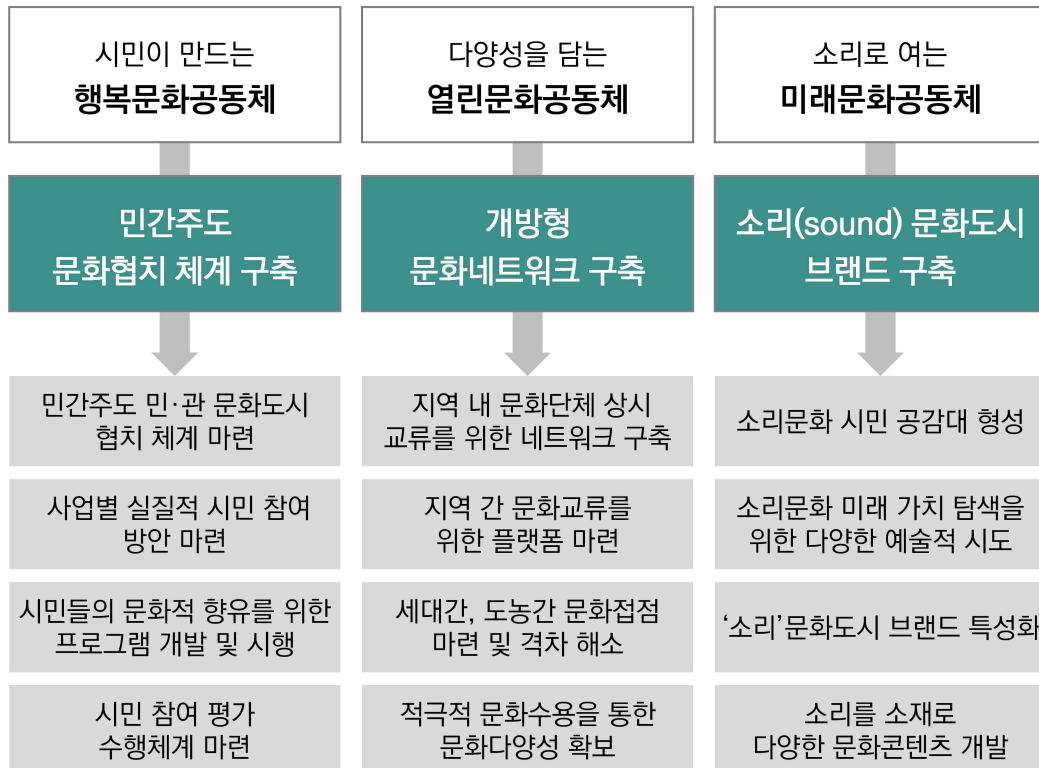 시민이 만드는
행복문화공동체
민간주도
문화협치 체계 구축
민간주도 민·관 문화도시
협치 체계 마련
사업별 실질적 시민 참여
방안 마련
시민들의 문화적 향유를 위한
프로그램 개발 및 시행
시민 참여 평가
수행체계 마련
다양성을 담는
열린문화공동체
개방형
문화네트워크 구축
지역 내 문화단체 상시
교류를 위한 네트워크 구축
지역 간 문화교류를
위한 플랫폼 마련
세대간, 도농간 문화접점
마련 및 격차 해소
적극적 문화수용을 통한
문화다양성 확보
소리로 여는
미래문화공동체
소리(sound) 문화도시
브랜드 구축
소리문화 시민 공감대 형성
소리문화 미래 가치 탐색을
위한 다양한 예술적 시도
‘소리’문화도시 브랜드 특성화
소리를 소재로
다양한 문화콘텐츠 개발